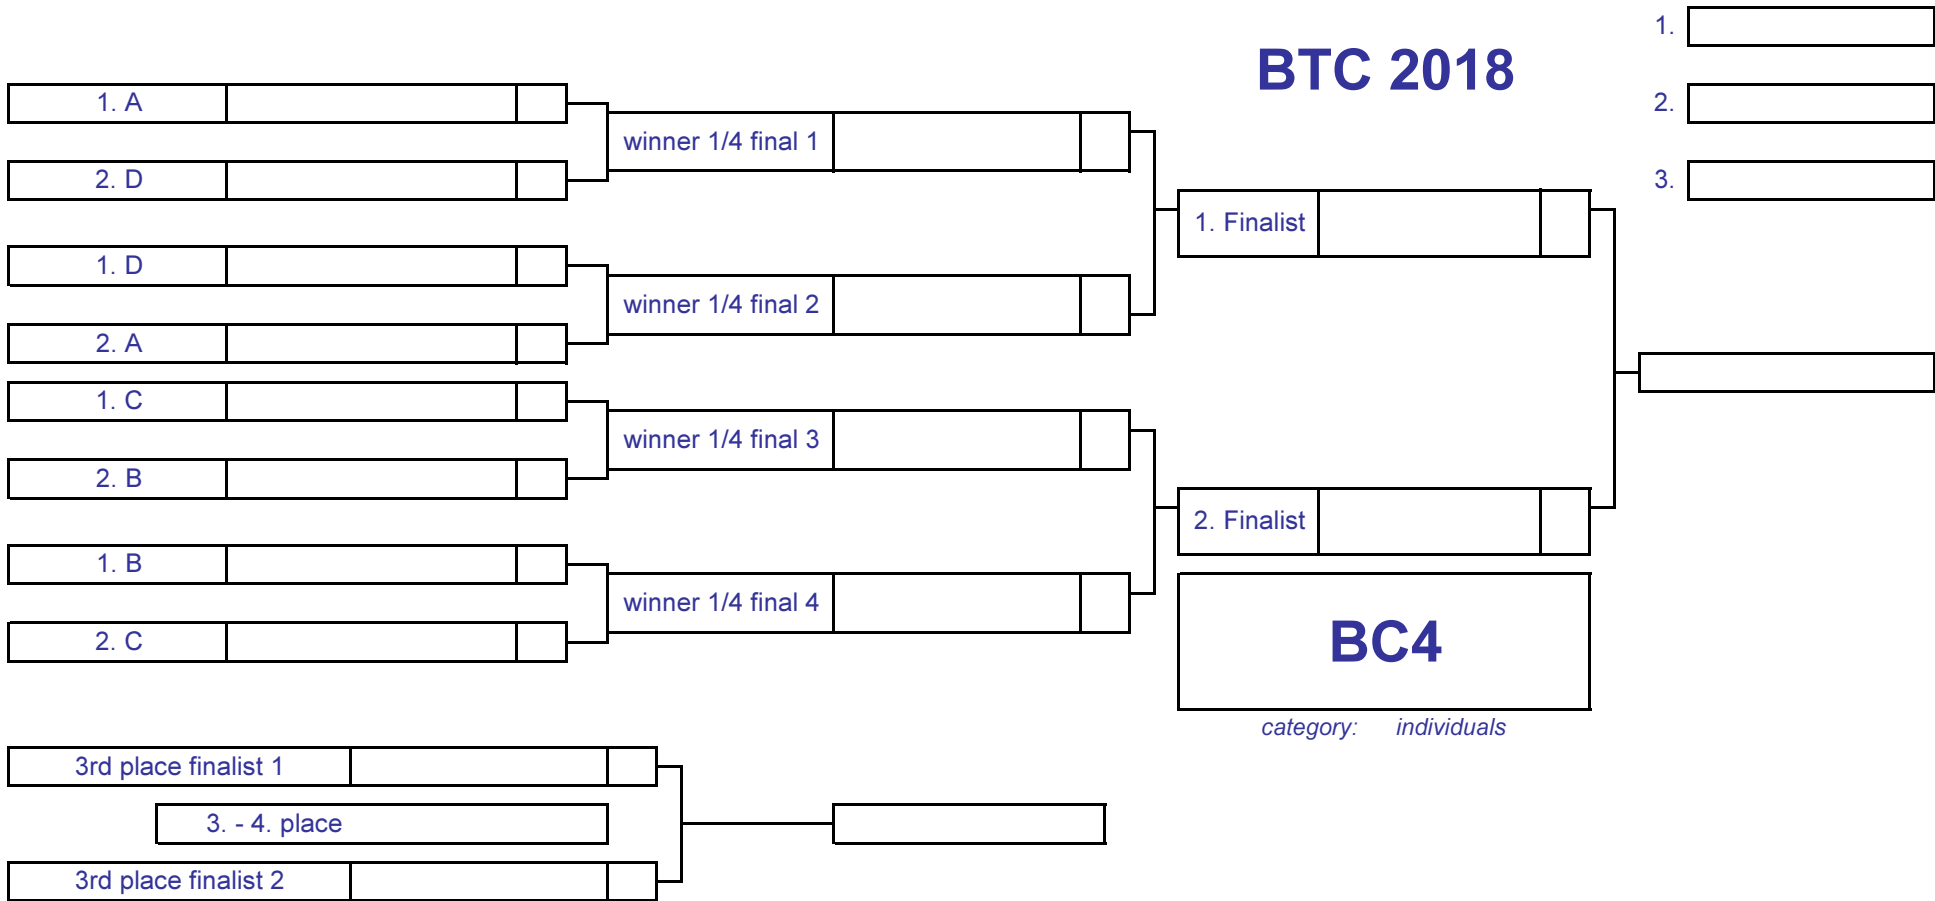 1.
BTC 2018
1. A
2.
winner 1/4 final 1
2. D
3.
1. Finalist
1. D
winner 1/4 final 2
2. A
1. C
winner 1/4 final 3
2. B
2. Finalist
1. B
winner 1/4 final 4
2. C
BC4
category: individuals
3rd place finalist 1
3. - 4. place
3rd place finalist 2